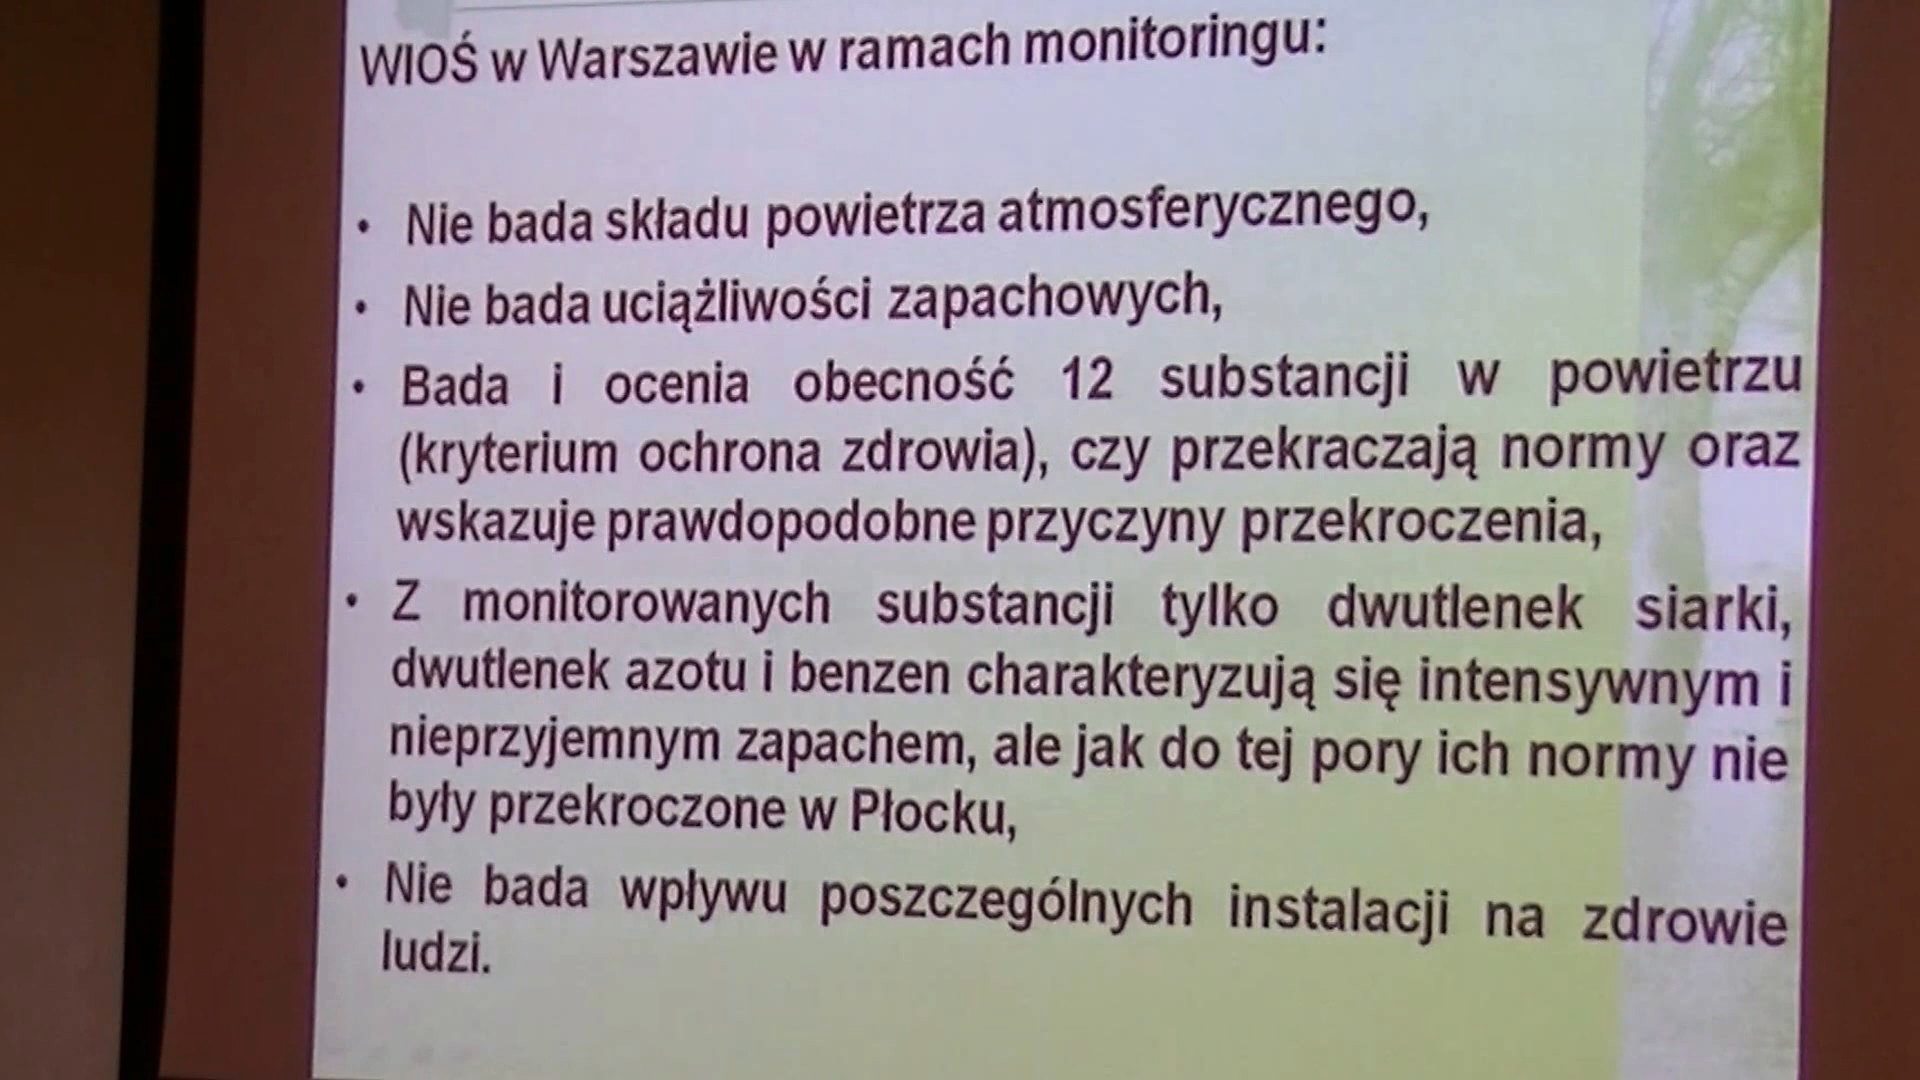 WIOŚ w Warszawie w ramach monitoringu:
• Nie bada składu powietrza atmosferycznego,
• Nie bada uciążliwości zapachowych,
• Bada i ocenia obecność 12 substancji w powietrzu
(kryterium ochrona zdrowia), czy przekraczają normy oraz
wskazuje prawdopodobne przyczyny przekroczenia,
• Z monitorowanych substancji tylko dwutlenek siarki,
dwutlenek azotu i benzen charakteryzują się intensywnym i
nieprzyjemnym zapachem, ale jak do tej pory ich normy nie
były przekroczone w Płocku,
• Nie bada wpływu poszczególnych instalacji na zdrowie
ludzi.